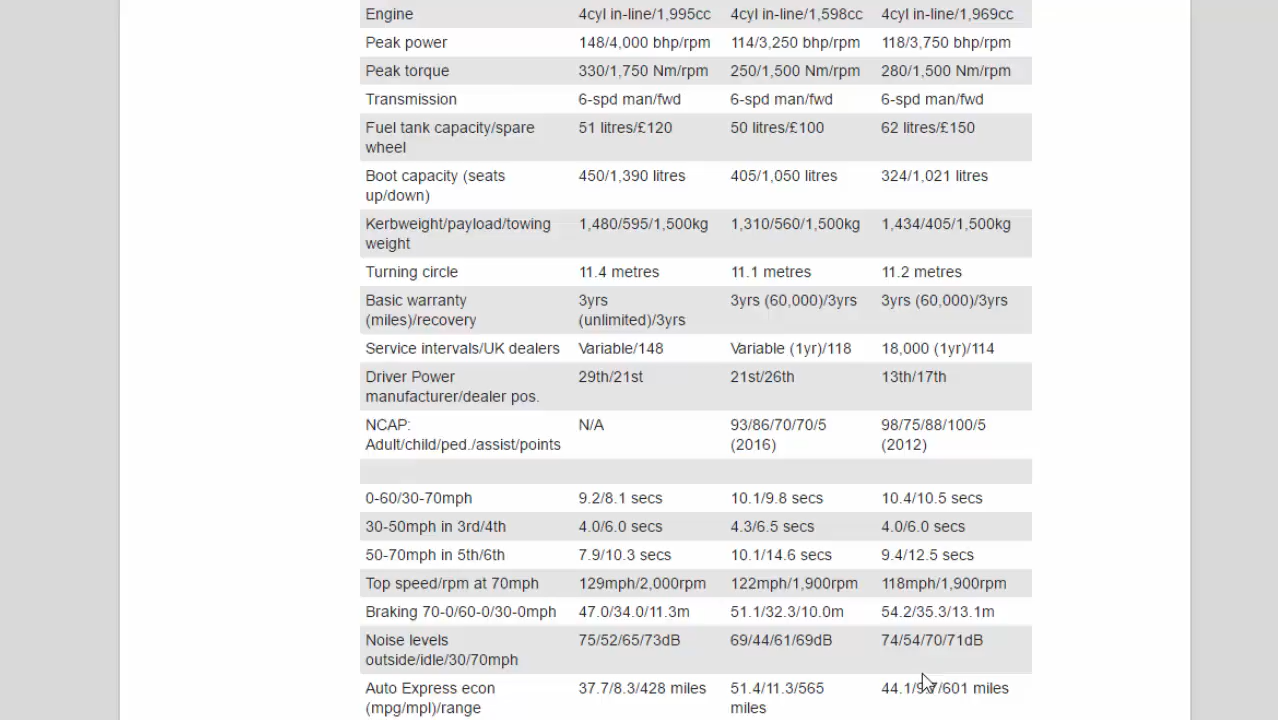 Engine 4cyl in-line/1,995cc 4cyl in-line/1,598cc 4cyl in-line/1,969cc
Peak power 148/4,000 bhp/rpm 114/3,250 bhp/rpm 118/3,750 bhp/rpm
Peak torque 330/1,750 Nm/rpm 250/1,500 Nm/rpm 280/1,500 Nm/rpm
Transmission 6-spd man/fwd 6-spd man/fwd 6-spd man/fwd
Fuel tank capacity/spare 51 litres/£120 50 litres/£100 62 litres/£150
wheel
Boot capacity (seats 450/1,390 litres 405/1,050 litres 324/1,021 litres
up/down)
Kerbweight/payload/towing 1,480/595/1,500kg 1,310/560/1,500kg 1,434/405/1,500kg
weight
Turning circle 11.4 metres 11.1 metres 11.2 metres
Basic warranty 3yrs 3yrs (60,000)/3yrs 3yrs (60,000)/3yrs
(miles)/recovery (unlimited)/3yrs
Service intervals/UK dealers Variable/148 Variable (1yr)/118 18,000 (1yr)/114
Driver Power 29th/21st 21st/26th 13th/17th
manufacturer/dealer pos.
NCAP: N/A 93/86/70/70/5 98/75/88/100/5
Adult/child/ped./assist/points (2016) (2012)
0-60/30-70mph 9.2/8.1 secs 10.1/9.8 secs 10.4/10.5 secs
30-50mph in 3rd/4th 4.0/6.0 secs 4.3/6.5 secs 4.0/6.0 secs
50-70mph in 5th/6th 7.9/10.3 secs 10.1/14.6 secs 9.4/12.5 secs
Top speed/rpm at 70mph 129mph/2,000rpm 122mph/1,900rpm 118mph/1,900rpm
Braking 70-0/60-0/30-0mph 47.0/34.0/11.3m 51.1/32.3/10.0m 54.2/35.3/13.1m
Noise levels 75/52/65/73dB 69/44/61/69dB 74/54/70/71dB
outside/idle/30/70mph
Auto Express econ 37.7/8.3/428 miles 51.4/11.3/565 miles
(mpg/mpl)/range miles